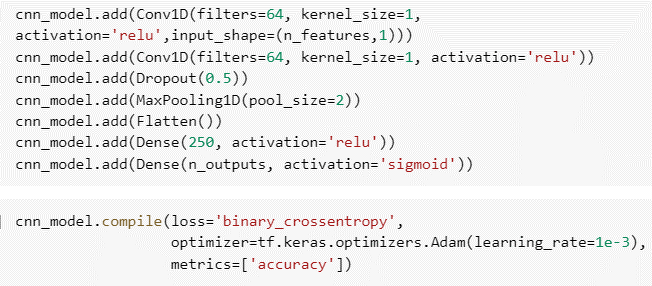 cnn_model.add(Conv1D(filters=64, kernel_size=1,
activation='relu',input_shape=(n_features,1)))
cnn_model.add(Conv1D(filters=64, kernel_size=1, activation='relu'))
cnn_model.add(Dropout(0.5))
cnn_model.add(MaxPooling1D(pool_size=2))
cnn_model.add(Flatten())
cnn_model.add(Dense(250, activation='relu'))
cnn_model.add(Dense(n_outputs, activation='sigmoid'))
cnn_model.compile(loss='binary_crossentropy',
optimizer=tf.keras.optimizers.Adam(learning_rate=1e-3),
metrics=['accuracy'])